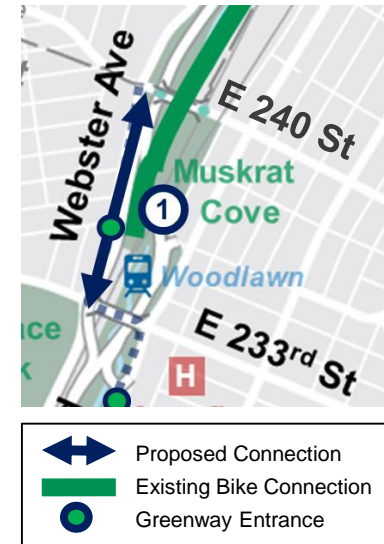 Webster Ave
E 240 St
Muskrat
Cove
1
Woodlawn
E 233rd St
H
Proposed Connection
Existing Bike Connection
Greenway Entrance